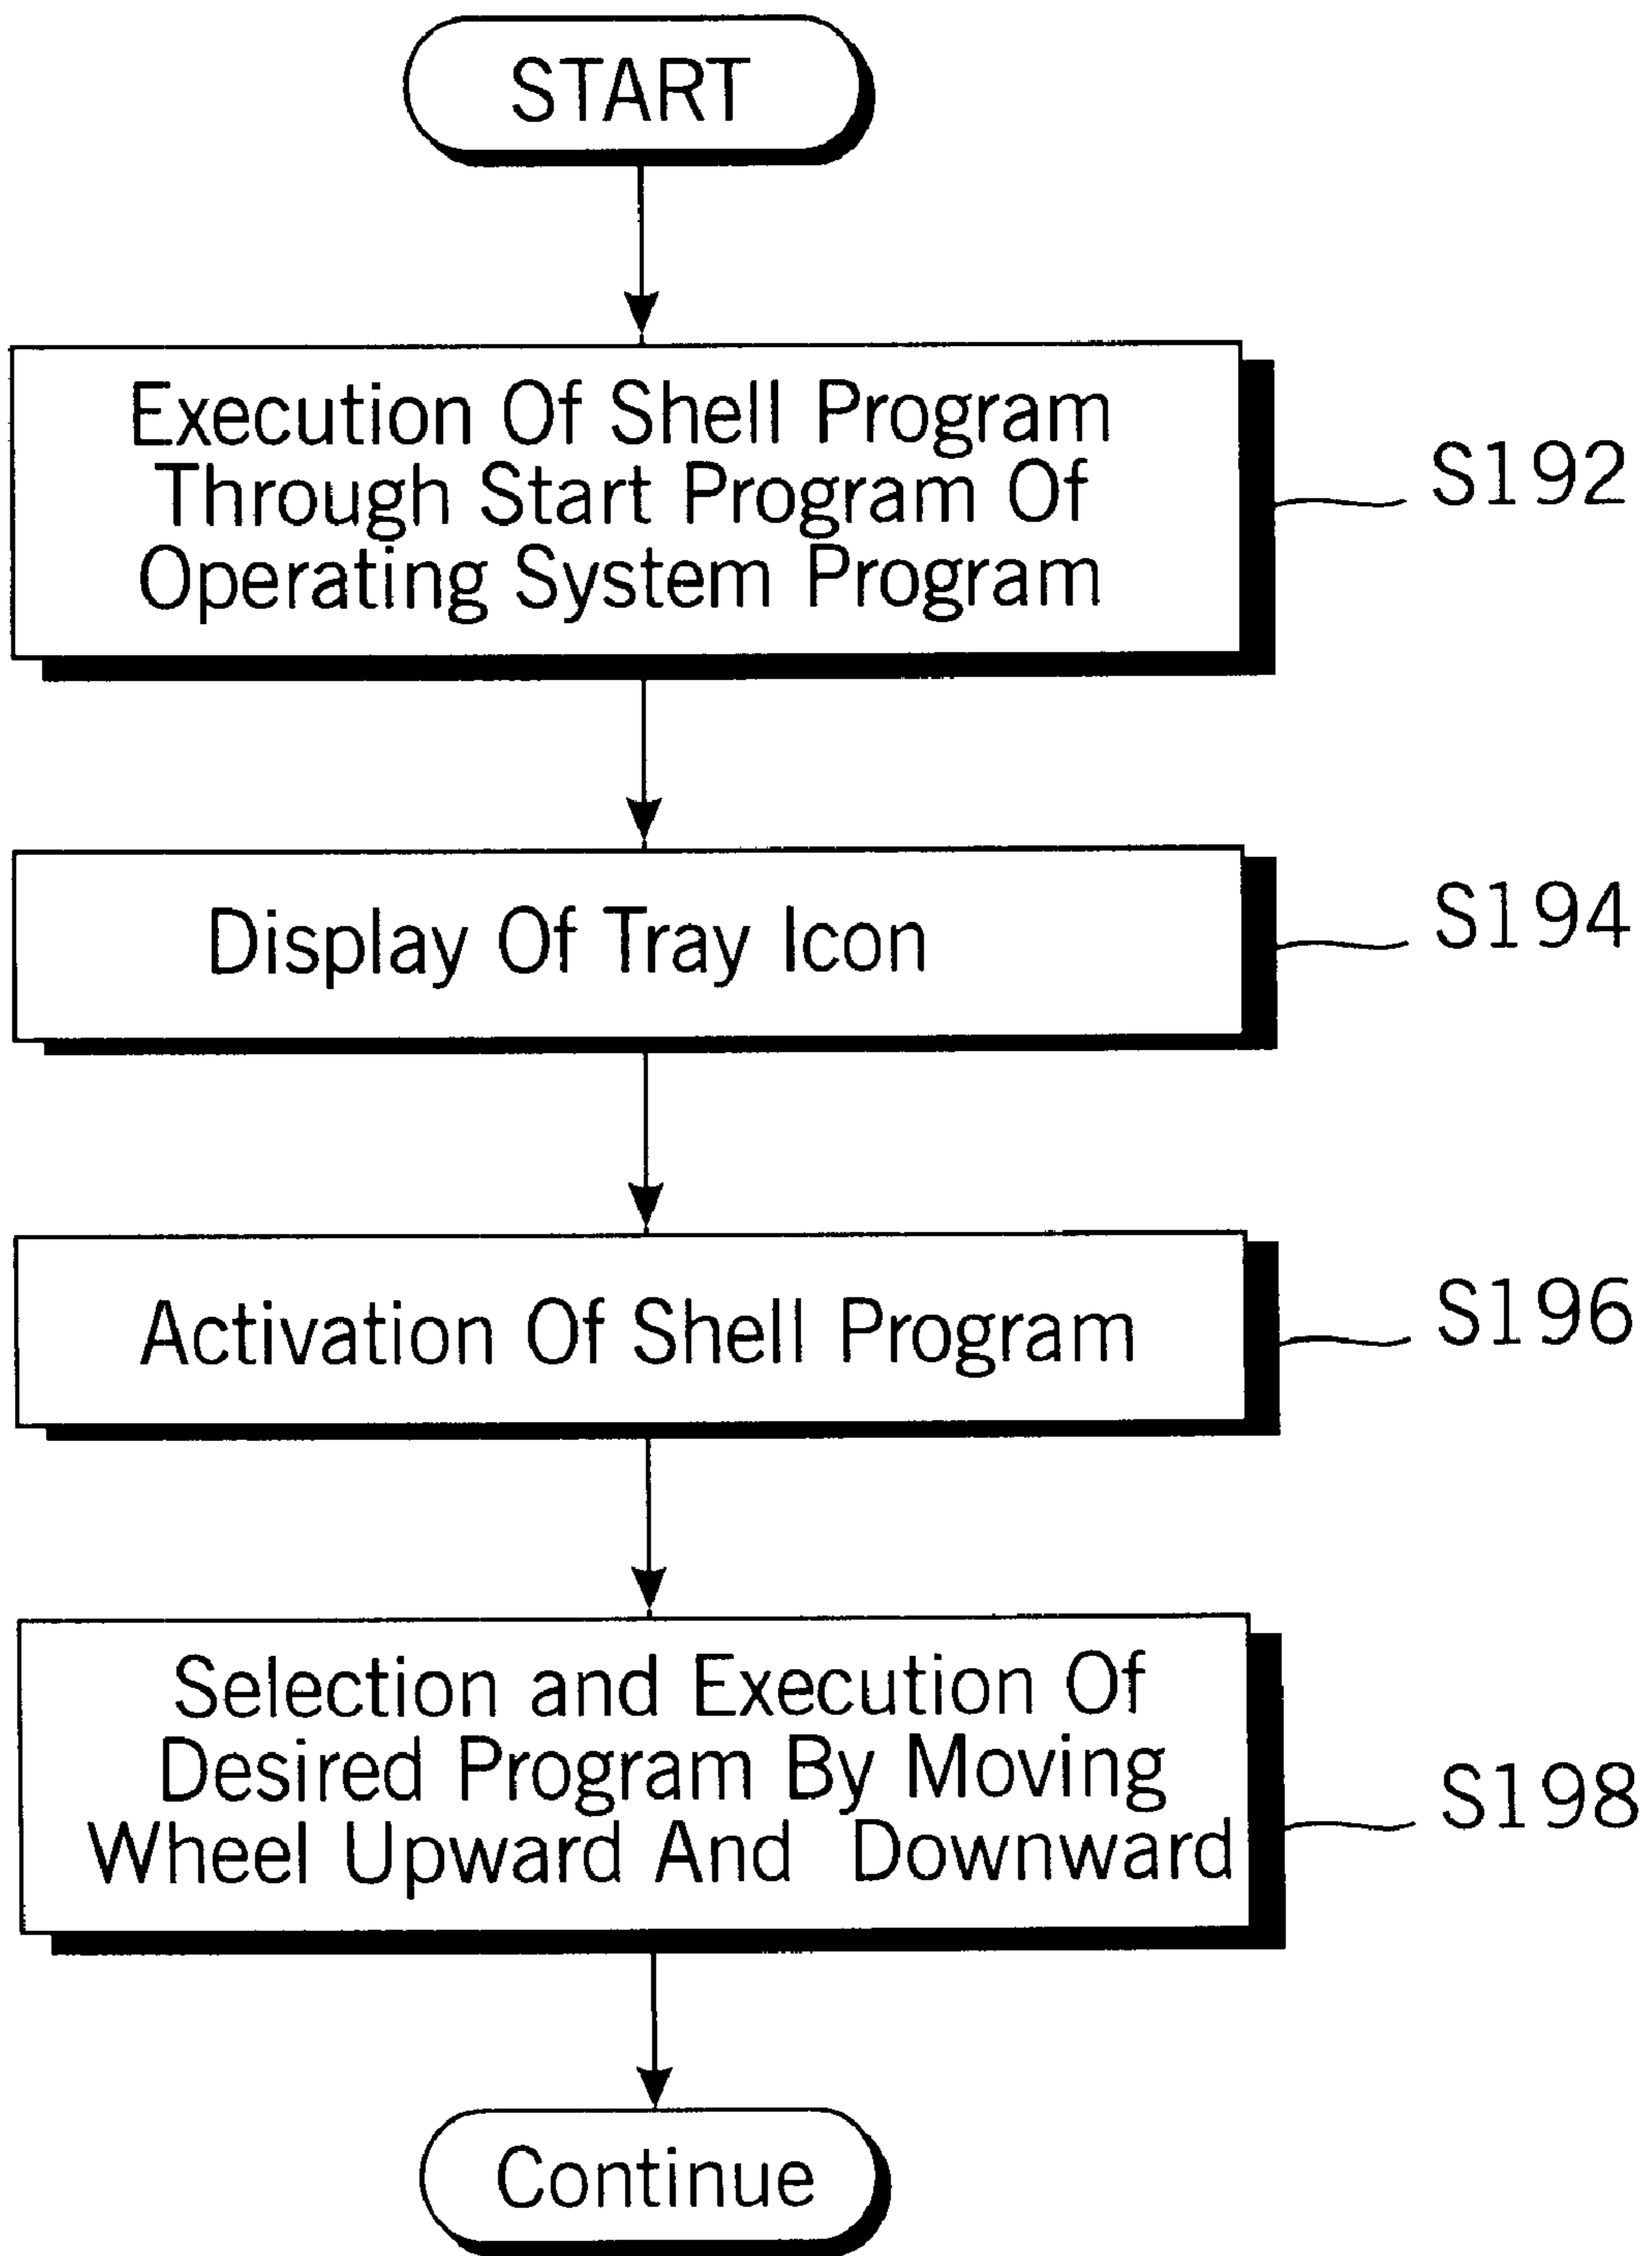 START
Execution Of Shell Program
Through Start Program Of
Operating System Program
S192
Display Of Tray Icon
S194
Activation Of Shell Program
S196
Selection and Execution Of
Desired Program By Moving
Wheel Upward And Downward
S198
Continue